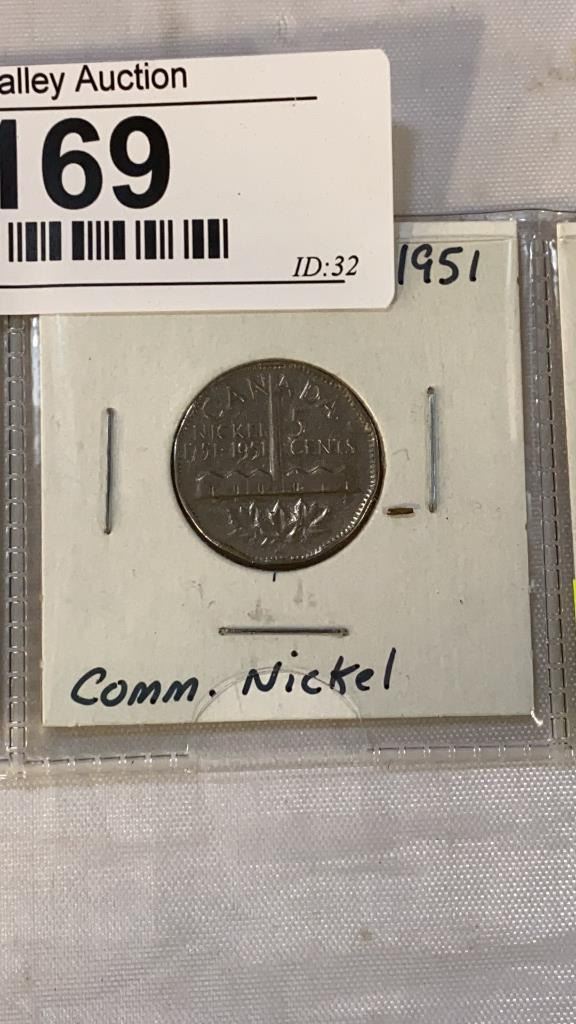 alley Auction
169
ID:32
1951
CANADA
NICKEL 5
1751·1951 CENTS
Comm. Nickel